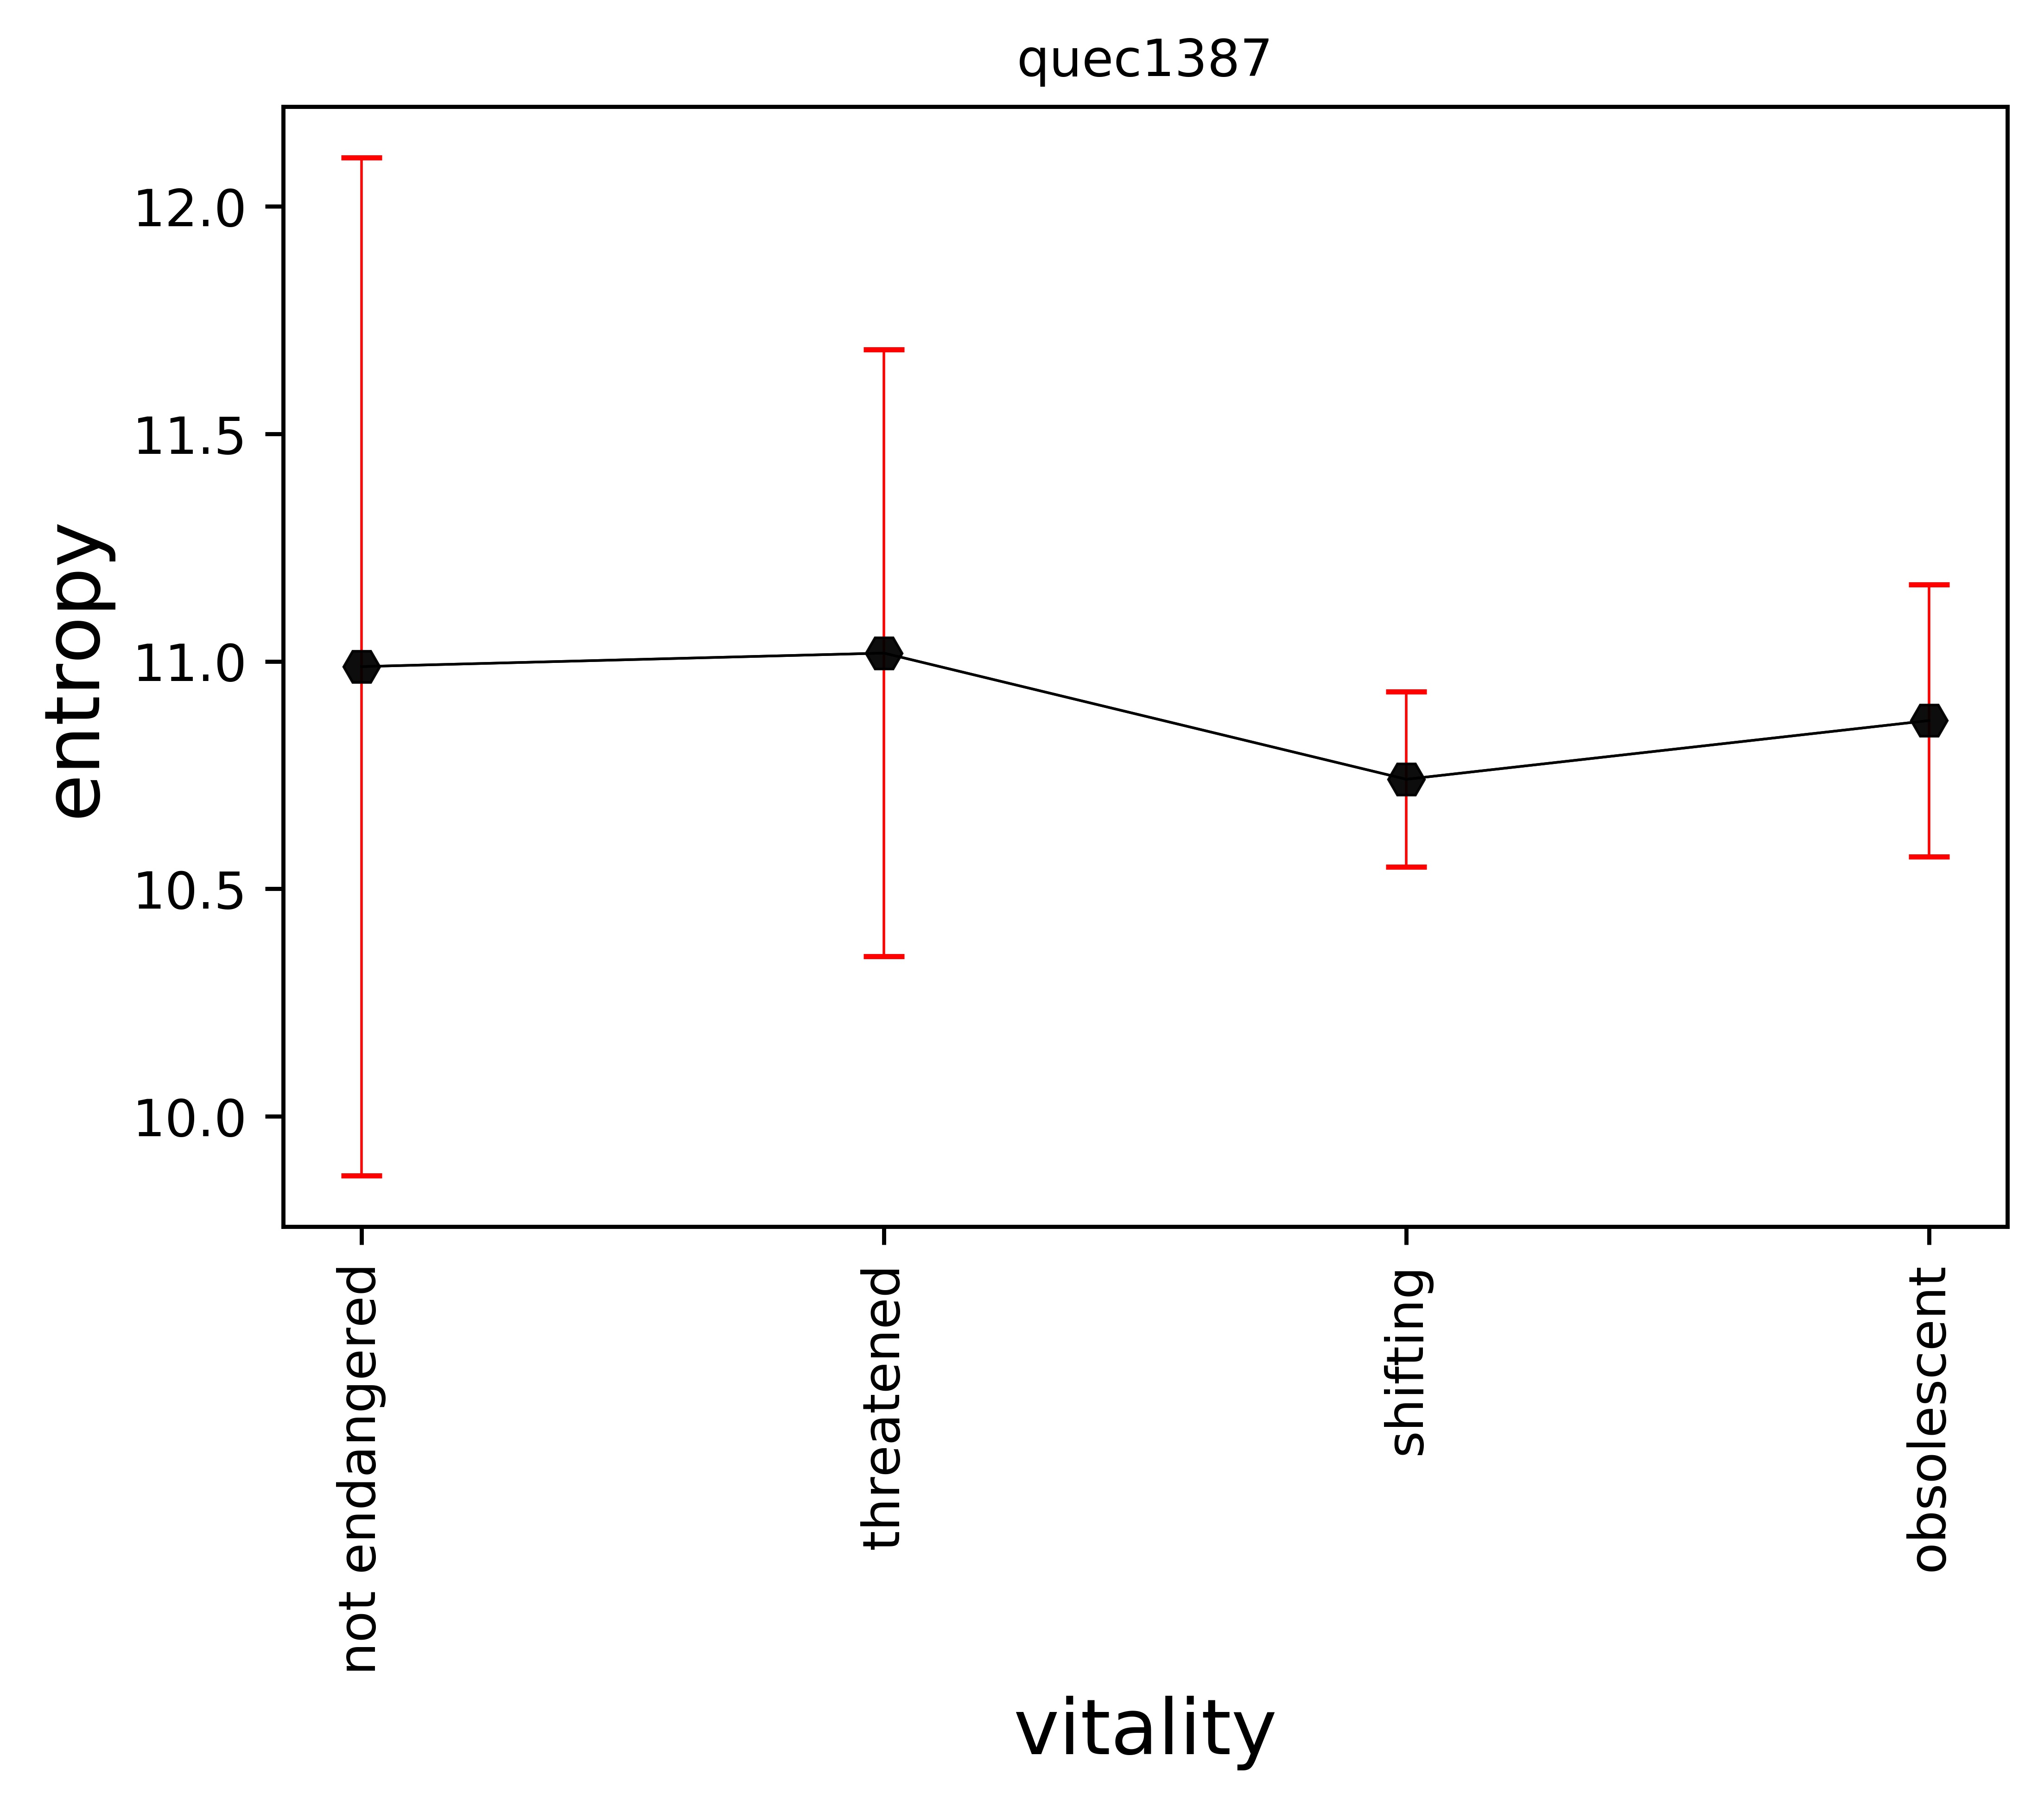 quec1387
entropy
12.0
11.5
11.0
10.5
10.0
not endangered
threatened
shifting
obsolescent
vitality